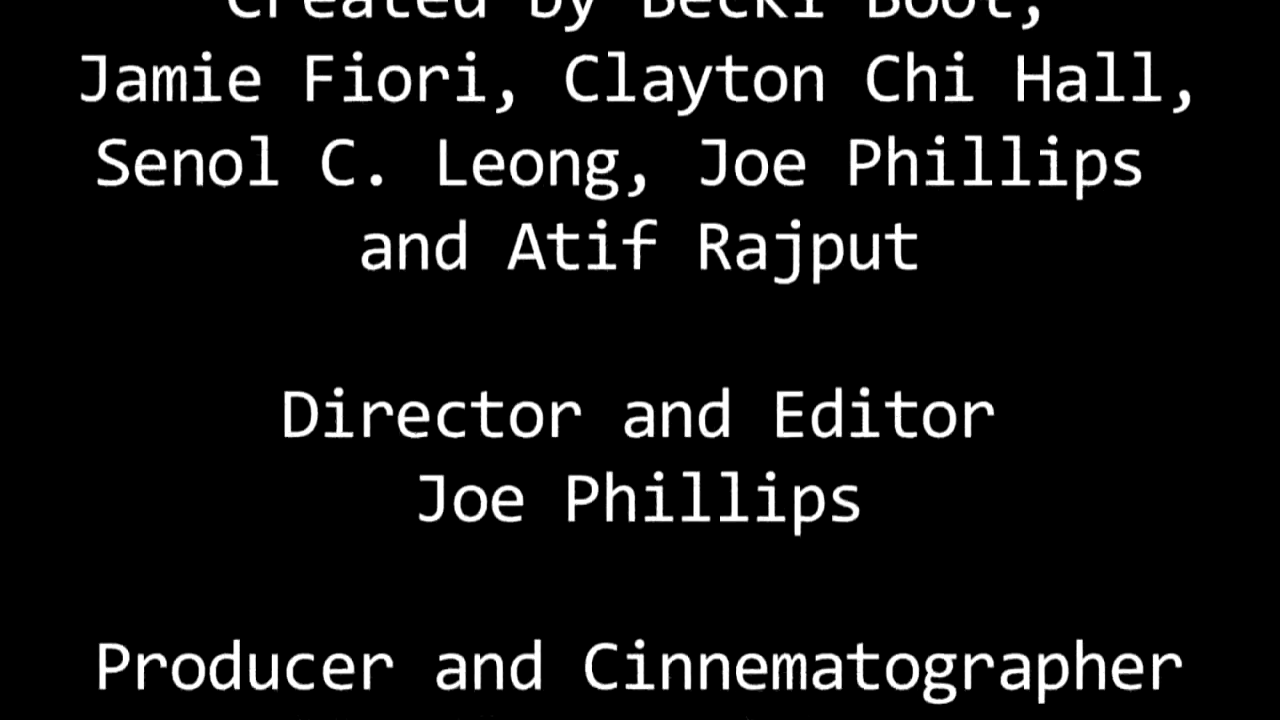 Created by Becki Boot,
Jamie Fiori, Clayton Chi Hall,
Senol C. Leong, Joe Phillips
and Atif Rajput
Director and Editor
Joe Phillips
Producer and Cinnematographer